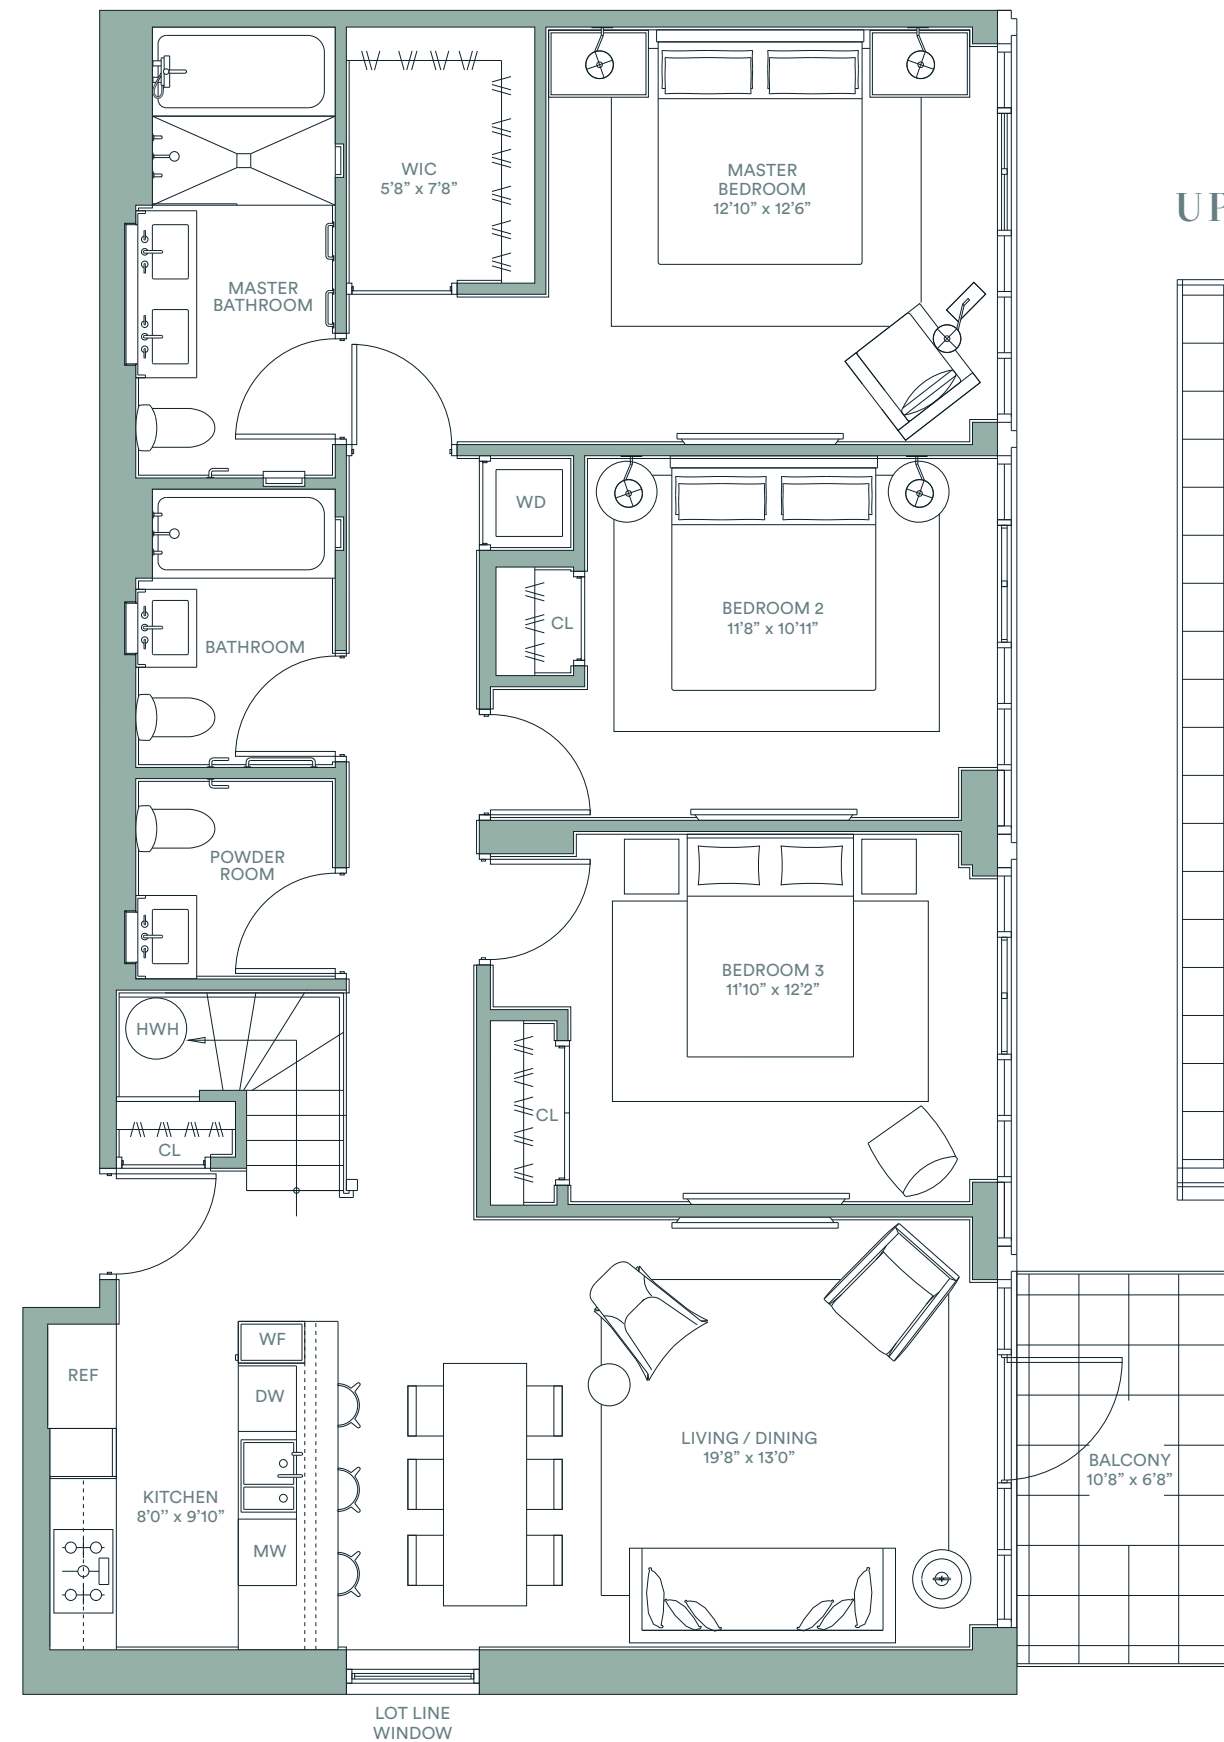 WIC
5'8" x 7'8"
MASTER
BEDROOM
12'10" x 12'6"
UP
MASTER
BATHROOM
WD
CL
BEDROOM 2
11'8" x 10'11"
BATHROOM
POWDER
ROOM
BEDROOM 3
11'10" x 12'2"
HWH
CL
CL
WF
REF
DW
LIVING / DINING
19'8" x 13'0"
BALCONY
10'8" x 6'8"
KITCHEN
8'0'' x 9'10"
MW
LOT LINE
WINDOW